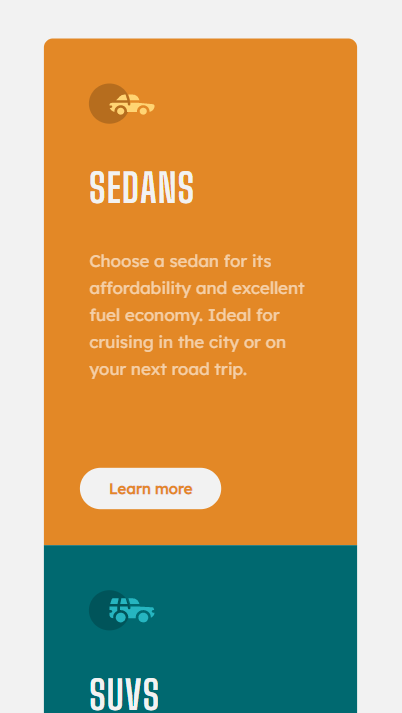 SEDANS
Choose a sedan for its
affordability and excellent
fuel economy. Ideal for
cruising in the city or on
your next road trip.
Learn more
SUVS